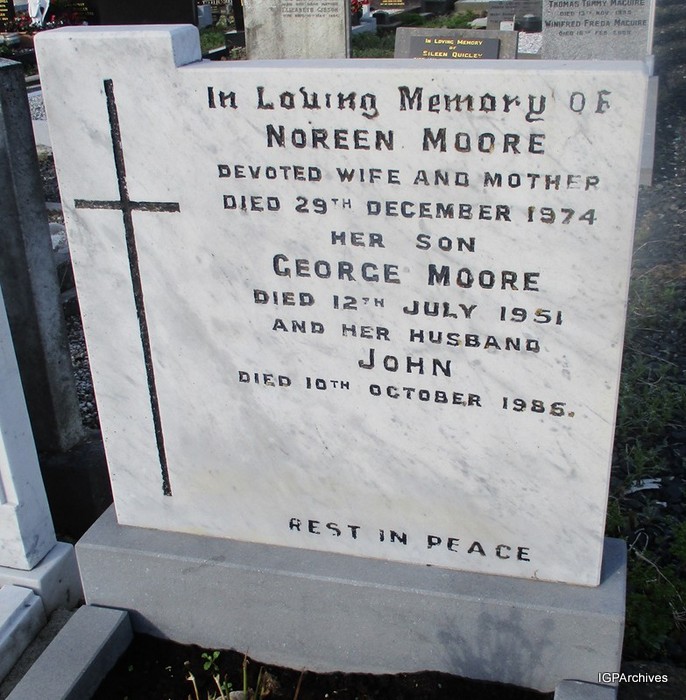 In Loving Memory Of
NOREEN MOORE
DEVOTED WIFE AND MOTHER
DIED 29TH DECEMBER 1974
HER SON
GEORGE MOORE
DIED 12TH JULY 1951
AND HER HUSBAND
JOHN
DIED 10TH OCTOBER 1986.
REST IN PEACE
IN LOVING MEMORY
BY
EILEEN QUIGLEY
THOMAS TOMMY MAGUIRE
WINIFRED FREDA MAGUIRE
IGPArchives